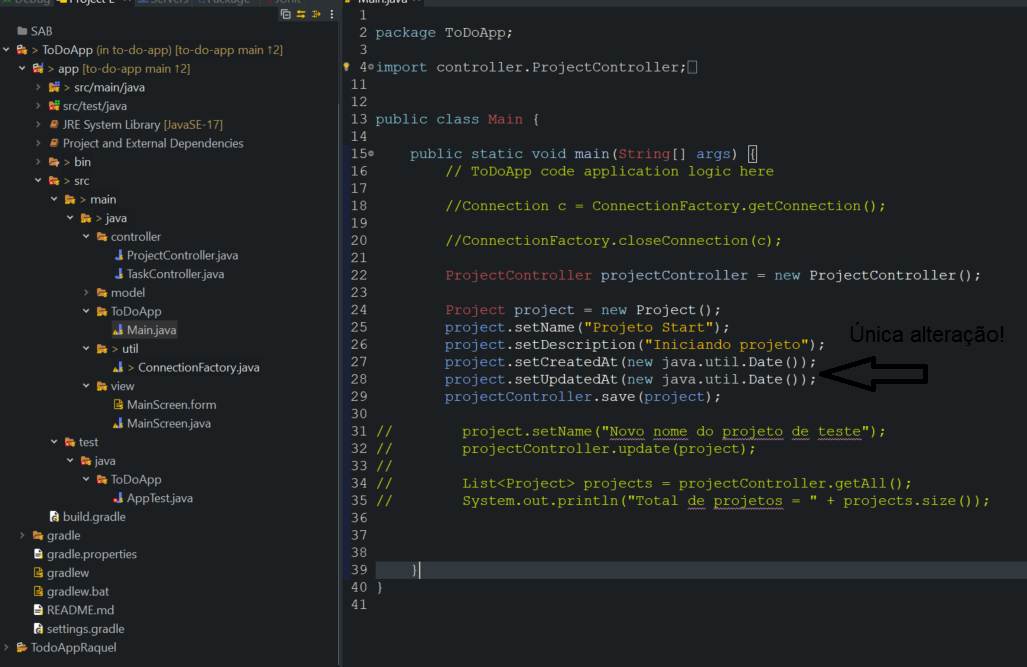 Debug
Project E
Servers
Package
JUnit
SAB
> ToDoApp (in to-do-app) [to-do-app main ↑2]
> app [to-do-app main ↑2]
> src/main/java
src/test/java
JRE System Library [JavaSE-17]
Project and External Dependencies
> bin
> src
> main
> java
controller
ProjectController.java
TaskController.java
model
ToDoApp
Main.java
> util
> ConnectionFactory.java
view
MainScreen.form
MainScreen.java
test
java
ToDoApp
AppTest.java
build.gradle
gradle
gradle.properties
gradlew
gradlew.bat
README.md
settings.gradle
TodoAppRaquel
Main.java
1
2 package ToDoApp;
3
4 import controller.ProjectController;
11
12
13 public class Main {
14
15     public static void main(String[] args) {
16         // ToDoApp code application logic here
17
18         //Connection c = ConnectionFactory.getConnection();
19
20         //ConnectionFactory.closeConnection(c);
21
22         ProjectController projectController = new ProjectController();
23
24         Project project = new Project();
25         project.setName("Projeto Start");
26         project.setDescription("Iniciando projeto");
27         project.setCreatedAt(new java.util.Date());
28         project.setUpdatedAt(new java.util.Date());
29         projectController.save(project);
30
31 //        project.setName("Novo nome do projeto de teste");
32 //        projectController.update(project);
33 //
34 //        List<Project> projects = projectController.getAll();
35 //        System.out.println("Total de projetos = " + projects.size());
36
37
38
39     }
40 }
41
Única alteração!